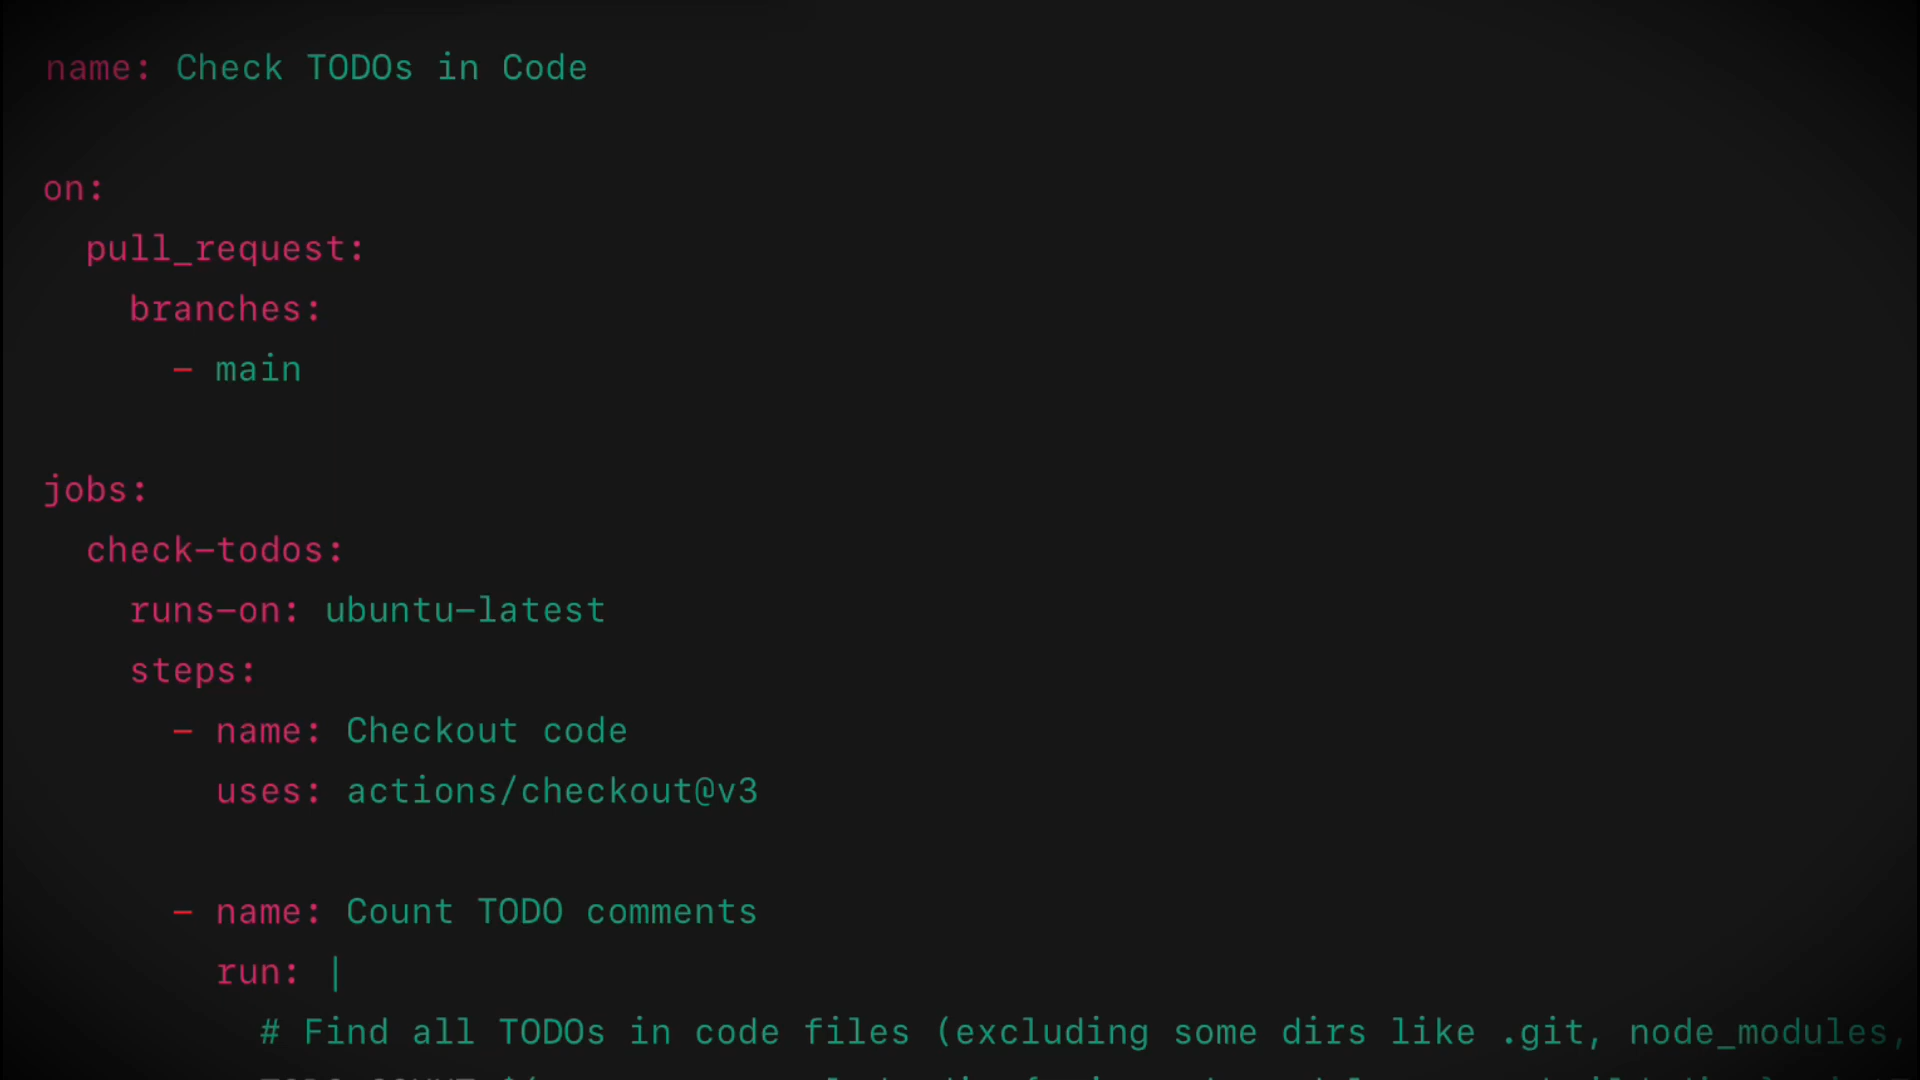 name: Check TODOs in Code
on:
  pull_request:
    branches:
      - main
jobs:
  check-todos:
    runs-on: ubuntu-latest
    steps:
      - name: Checkout code
        uses: actions/checkout@v3
      - name: Count TODO comments
        run: |
          # Find all TODOs in code files (excluding some dirs like .git, node_modules,